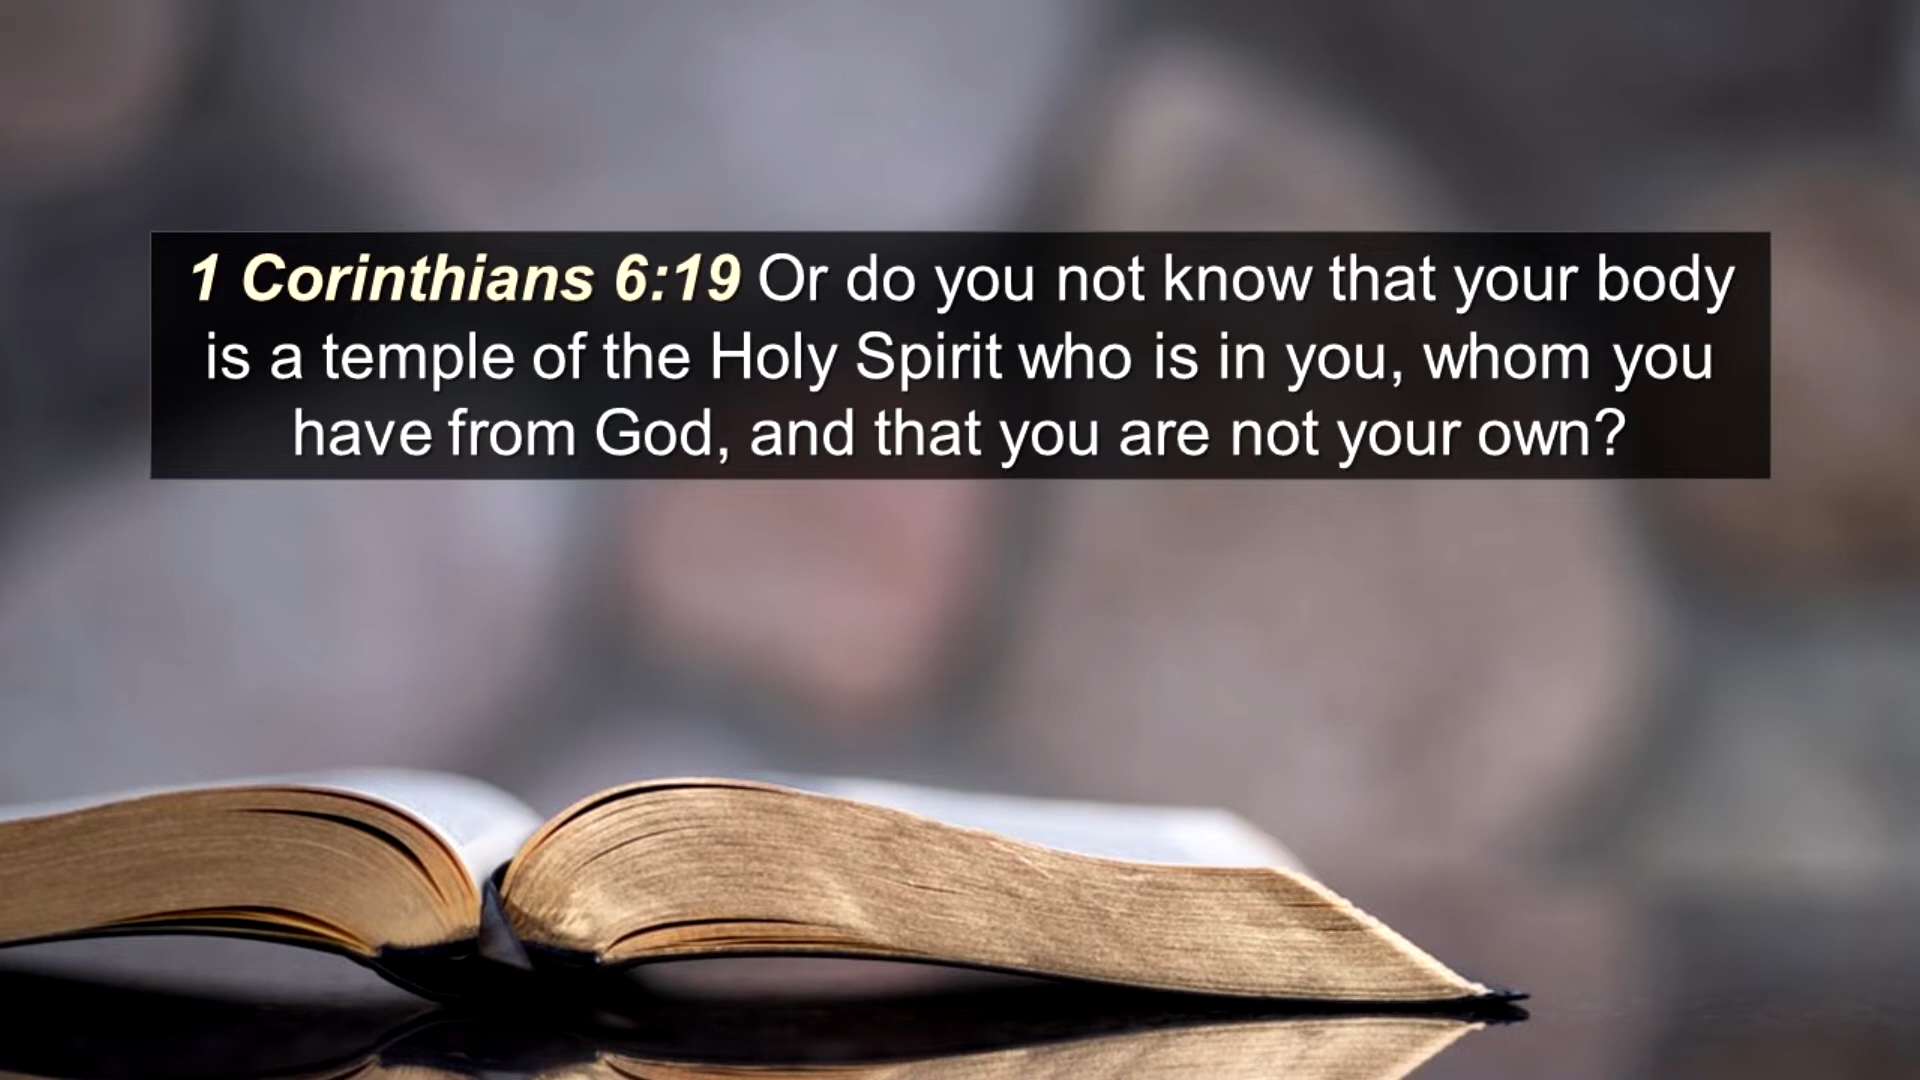 1 Corinthians 6:19 Or do you not know that your body
is a temple of the Holy Spirit who is in you, whom you
have from God, and that you are not your own?